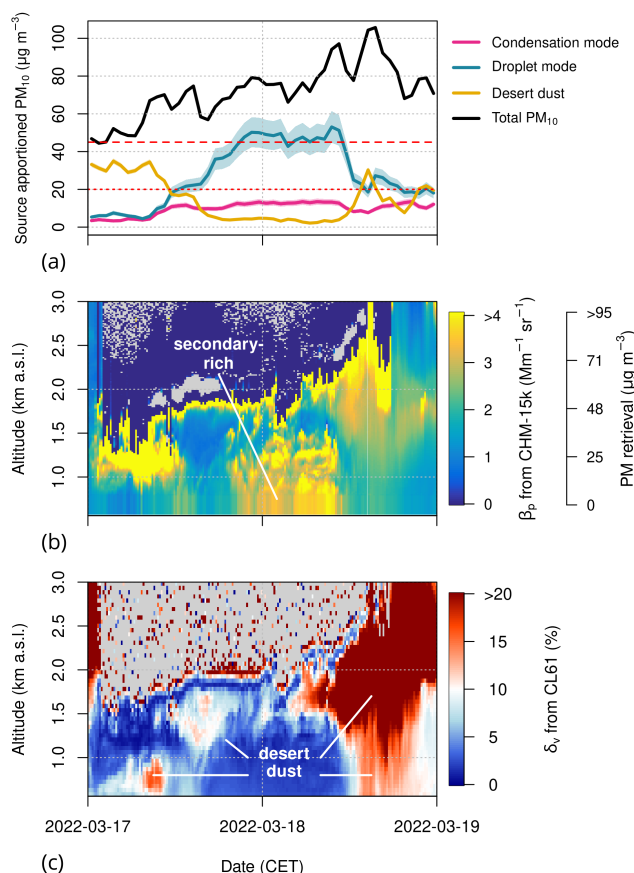 Source apportioned PM₁₀ (µg m⁻³)
100
80
60
40
20
0
Condensation mode
Droplet mode
Desert dust
Total PM₁₀
(a)
Altitude (km a.s.l.)
3.0
2.5
2.0
1.5
1.0
secondary-
rich
>4
3
2
1
0
βₚ from CHM-15k (Mm⁻¹ sr⁻¹)
>95
71
48
25
0
PM retrieval (µg m⁻³)
(b)
Altitude (km a.s.l.)
3.0
2.5
2.0
1.5
1.0
desert
dust
>20
15
10
5
0
δᵥ from CL61 (%)
2022-03-17
2022-03-18
2022-03-19
(c)
Date (CET)